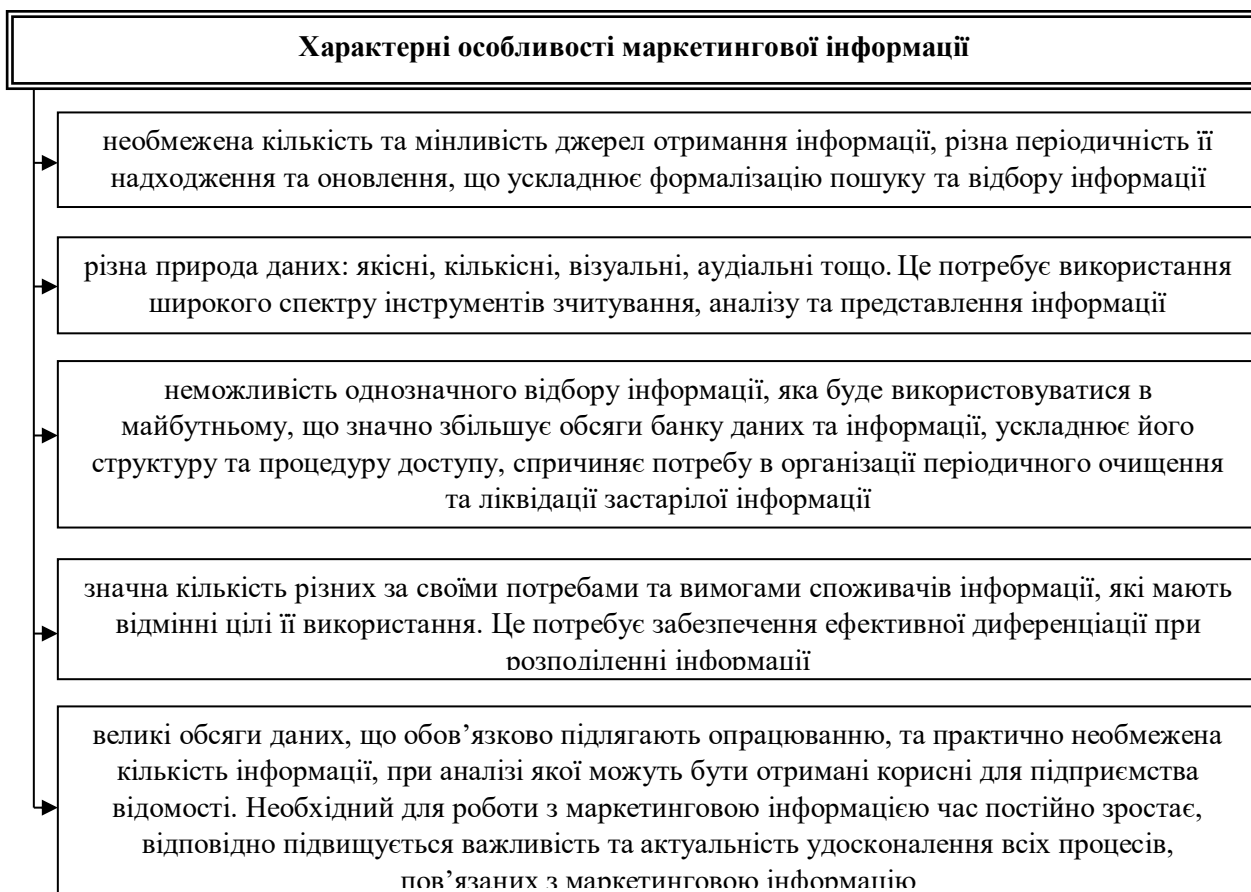 Характерні особливості маркетингової інформації
необмежена кількість та мінливість джерел отримання інформації, різна періодичність її
надходження та оновлення, що ускладнює формалізацію пошуку та відбору інформації
різна природа даних: якісні, кількісні, візуальні, аудіальні тощо. Це потребує використання
широкого спектру інструментів зчитування, аналізу та представлення інформації
неможливість однозначного відбору інформації, яка буде використовуватися в
майбутньому, що значно збільшує обсяги банку даних та інформації, ускладнює його
структуру та процедуру доступу, спричиняє потребу в організації періодичного очищення
та ліквідації застарілої інформації
значна кількість різних за своїми потребами та вимогами споживачів інформації, які мають
відмінні цілі її використання. Це потребує забезпечення ефективної диференціації при
розподіленні інформації
великі обсяги даних, що обов’язково підлягають опрацюванню, та практично необмежена
кількість інформації, при аналізі якої можуть бути отримані корисні для підприємства
відомості. Необхідний для роботи з маркетинговою інформацією час постійно зростає,
відповідно підвищується важливість та актуальність удосконалення всіх процесів,
пов’язаних з маркетинговою інформацію